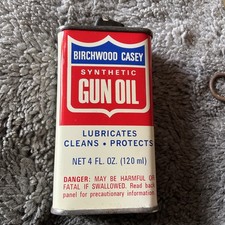 BIRCHWOOD CASEY
SYNTHETIC
GUN OIL
LUBRICATES
CLEANS • PROTECTS
NET 4 FL. OZ. (120 ml)
DANGER: MAY BE HARMFUL OR
FATAL IF SWALLOWED. Read back
panel for precautionary information